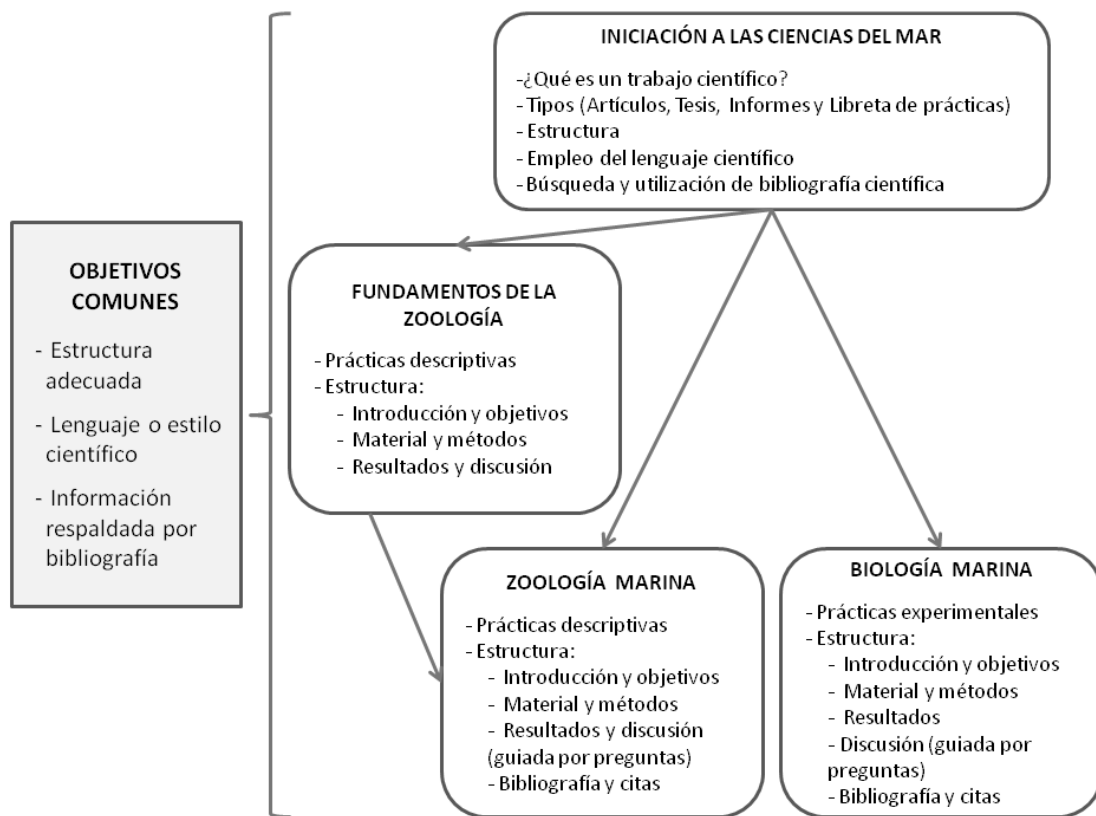 INICIACIÓN A LAS CIENCIAS DEL MAR
-¿Qué es un trabajo científico?
- Tipos (Artículos, Tesis, Informes y Libreta de prácticas)
- Estructura
- Empleo del lenguaje científico
- Búsqueda y utilización de bibliografía científica
OBJETIVOS
COMUNES
- Estructura
adecuada
- Lenguaje o estilo
científico
- Información
respaldada por
bibliografía
FUNDAMENTOS DE LA
ZOOLOGÍA
- Prácticas descriptivas
- Estructura:
- Introducción y objetivos
- Material y métodos
- Resultados y discusión
ZOOLOGÍA MARINA
- Prácticas descriptivas
- Estructura:
- Introducción y objetivos
- Material y métodos
- Resultados y discusión
(guiada por preguntas)
- Bibliografía y citas
BIOLOGÍA MARINA
- Prácticas experimentales
- Estructura:
- Introducción y objetivos
- Material y métodos
- Resultados
- Discusión (guiada por
preguntas)
- Bibliografía y citas